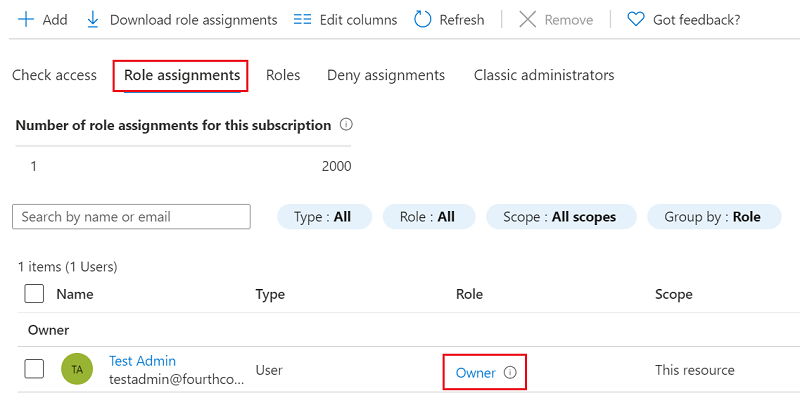 Add Download role assignments Edit columns Refresh Remove Got feedback?
Check access Role assignments Roles Deny assignments Classic administrators
Number of role assignments for this subscription
1 2000
Search by name or email Type : All Role : All Scope : All scopes Group by : Role
1 items (1 Users)
Name Type Role Scope
Owner
TA Test Admin User Owner This resource
testadmin@fourthco...